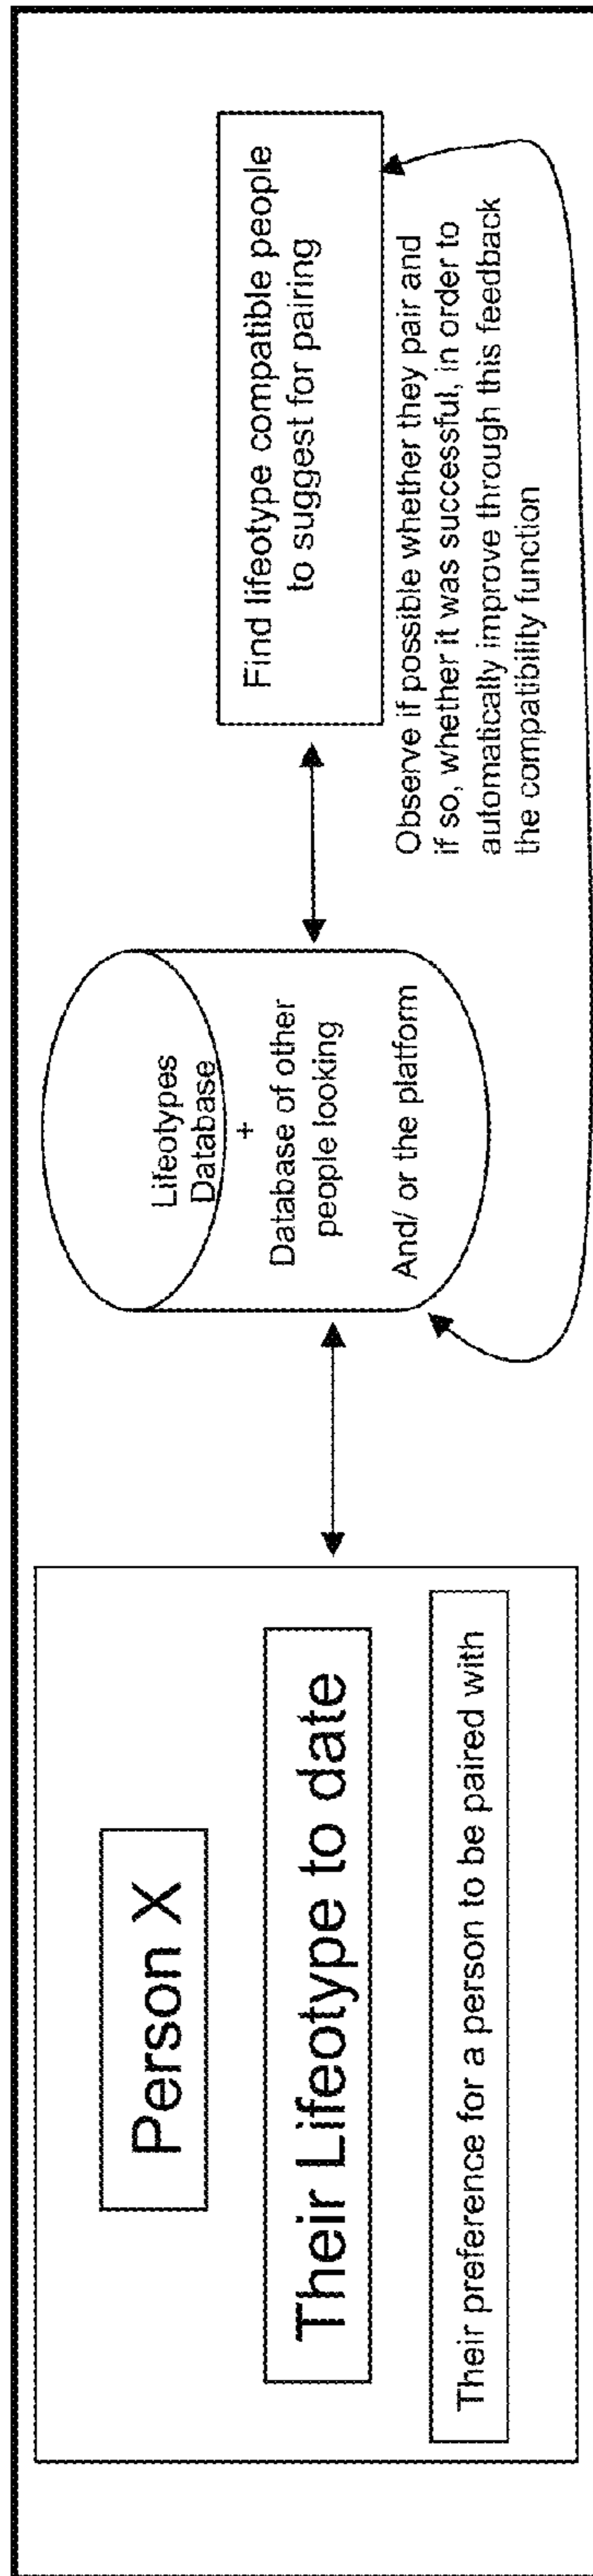 Person X
Their Lifeotype to date
Their preference for a person to be paired with
Lifeotypes
Database
+
Database of other
people looking
And/ or the platform
Find lifeotype compatible people
to suggest for pairing
Observe if possible whether they pair and
if so, whether it was successful, in order to
automatically improve through this feedback
the compatibility function